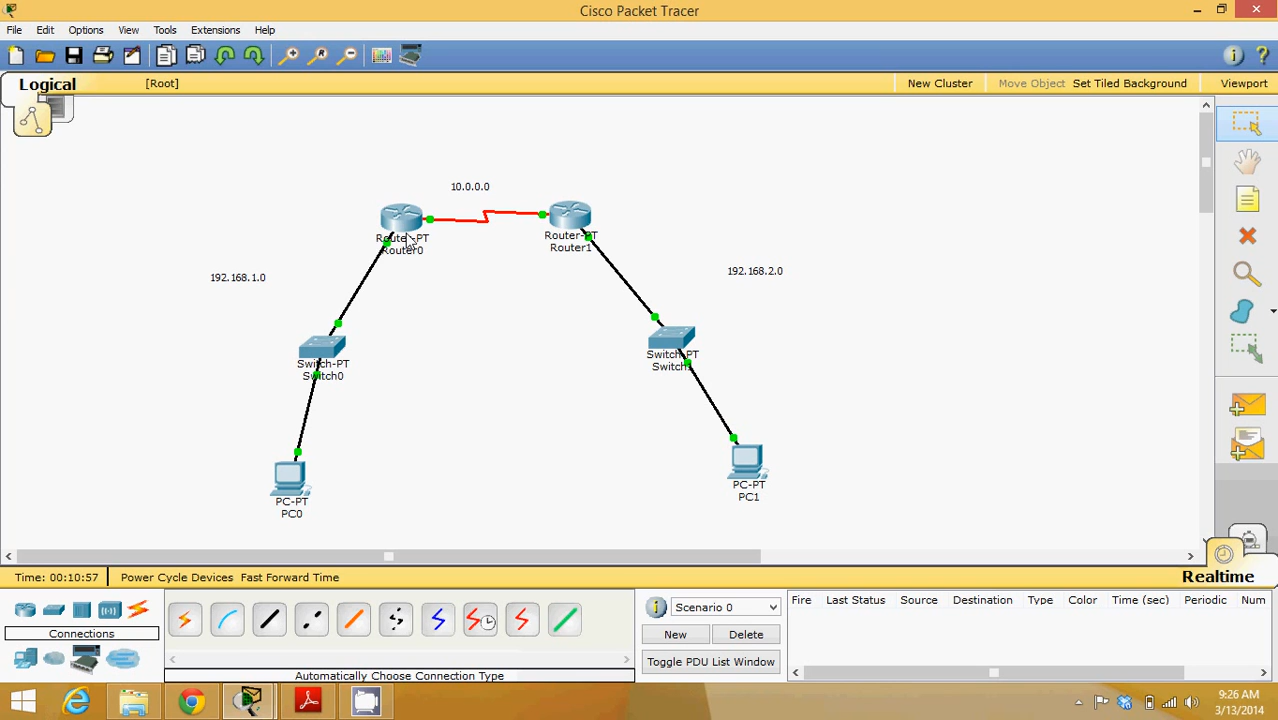 Cisco Packet Tracer
File Edit Options View Tools Extensions Help
Logical [Root] New Cluster Move Object Set Tiled Background Viewport
10.0.0.0
Router-PT
Router0
Router-PT
Router1
192.168.1.0
192.168.2.0
Switch-PT
Switch0
Switch-PT
Switch1
PC-PT
PC0
PC-PT
PC1
Time: 00:10:57 Power Cycle Devices Fast Forward Time Realtime
Connections
Automatically Choose Connection Type
Scenario 0
New Delete
Toggle PDU List Window
Fire Last Status Source Destination Type Color Time (sec) Periodic Num
9:26 AM
3/13/2014